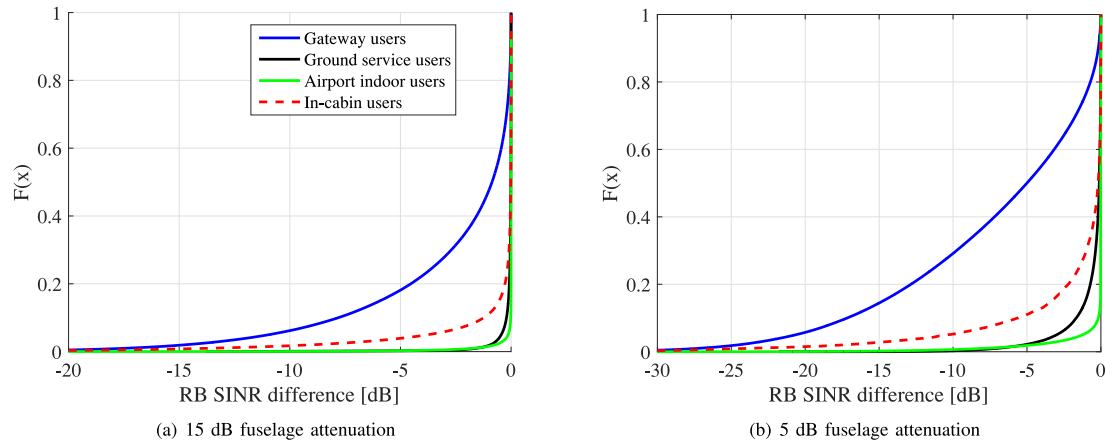 1
0.8
0.6
0.4
0.2
0
F(x)
-20
-15
-10
-5
0
RB SINR difference [dB]
Gateway users
Ground service users
Airport indoor users
In-cabin users
(a) 15 dB fuselage attenuation
1
0.8
0.6
0.4
0.2
0
F(x)
-30
-25
-20
-15
-10
-5
0
RB SINR difference [dB]
(b) 5 dB fuselage attenuation